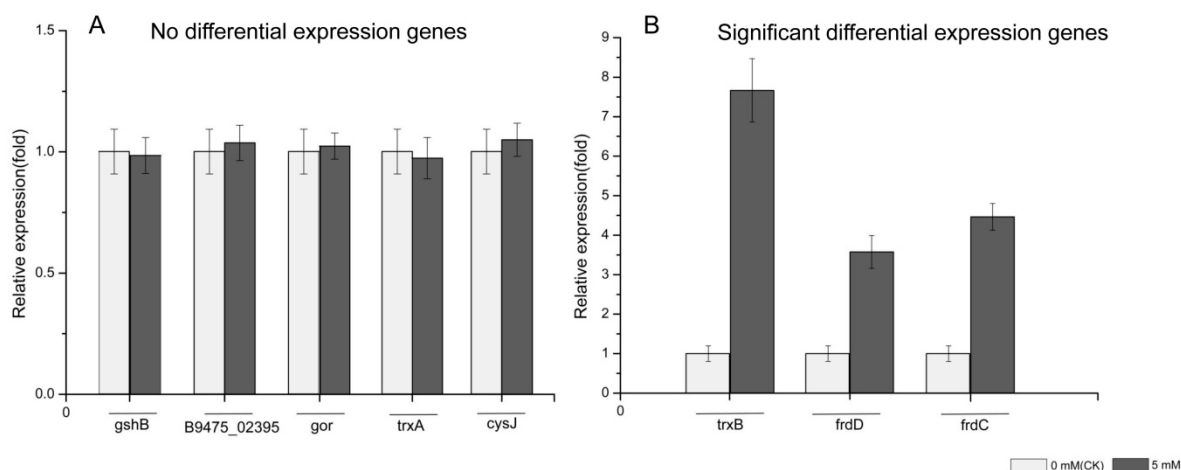 A
No differential expression genes
Relative expression(fold)
1.5
1.0
0.5
0.0
0
gshB
B9475_02395
gor
trxA
cysJ
B
Significant differential expression genes
Relative expression(fold)
9
8
7
6
5
4
3
2
1
0
0
trxB
frdD
frdC
0 mM(CK)
5 mM